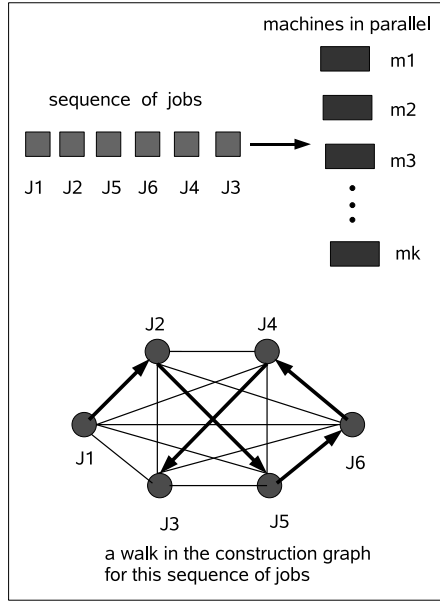 machines in parallel
m1
m2
sequence of jobs
m3
J1 J2 J5 J6 J4 J3
mk
J2 J4
J1
J6
J3 J5
a walk in the construction graph
for this sequence of jobs